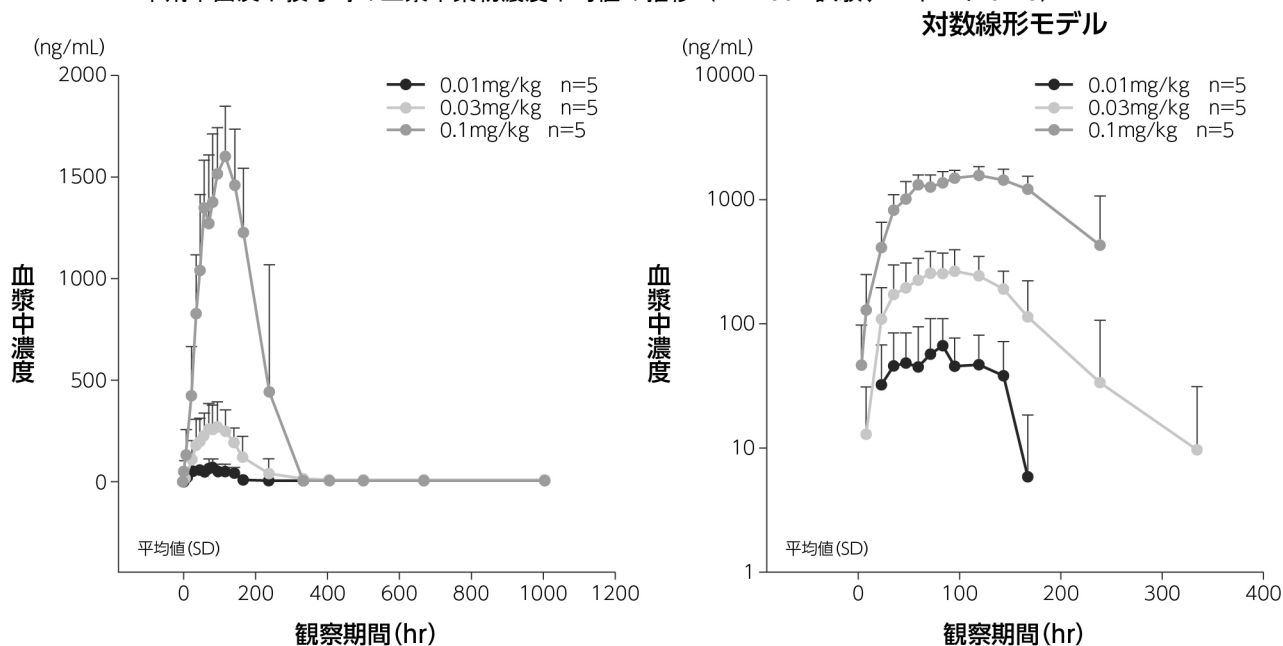 対数線形モデル
(ng/mL)
2000
1500
1000
500
0
血漿中濃度
0.01mg/kg n=5
0.03mg/kg n=5
0.1mg/kg n=5
平均値(SD)
0 200 400 600 800 1000 1200
観察期間(hr)
(ng/mL)
10000
1000
100
10
1
血漿中濃度
0.01mg/kg n=5
0.03mg/kg n=5
0.1mg/kg n=5
平均値(SD)
0 100 200 300 400
観察期間(hr)